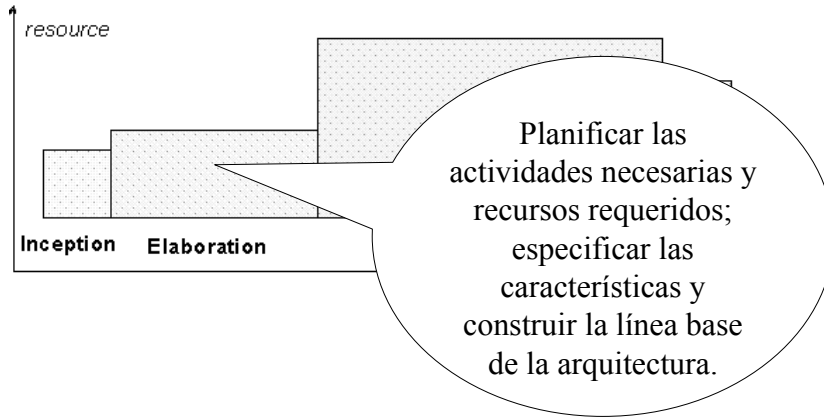 resource
Planificar las
actividades necesarias y
recursos requeridos;
especificar las
características y
construir la línea base
de la arquitectura.
Inception
Elaboration